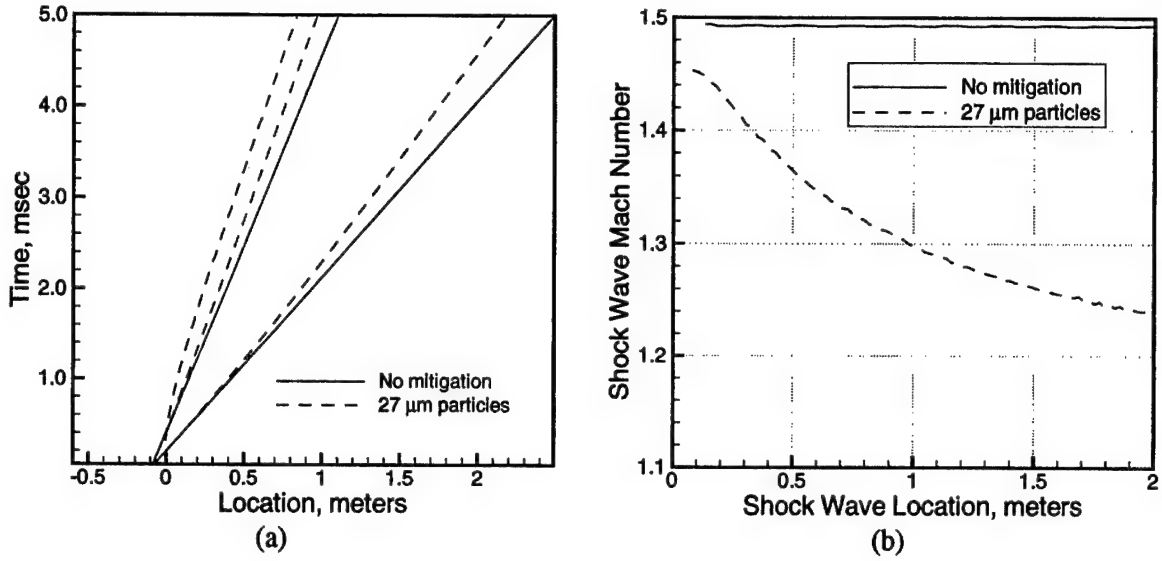 5.0
4.0
3.0
2.0
1.0
Time, msec
No mitigation
27 μm particles
-0.5
0
0.5
1
1.5
2
Location, meters
(a)
1.5
1.4
1.3
1.2
1.1
Shock Wave Mach Number
No mitigation
27 μm particles
0
0.5
1
1.5
2
Shock Wave Location, meters
(b)